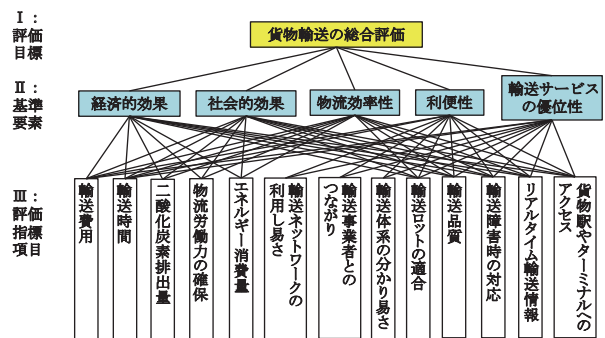 Ⅰ：
評価
目標
貨物輸送の総合評価
Ⅱ：
基準
要素
経済的効果
社会的効果
物流効率性
利便性
輸送サービス
の優位性
Ⅲ：
評価
指標
項目
輸送費用
輸送時間
二酸化炭素排出量
物流労働力の確保
エネルギー消費量
輸送ネットワークの
利用し易さ
輸送事業者との
つながり
輸送体系の分かり易さ
輸送ロットの適合
輸送品質
輸送障害時の対応
リアルタイム輸送情報
貨物駅やターミナルへの
アクセス